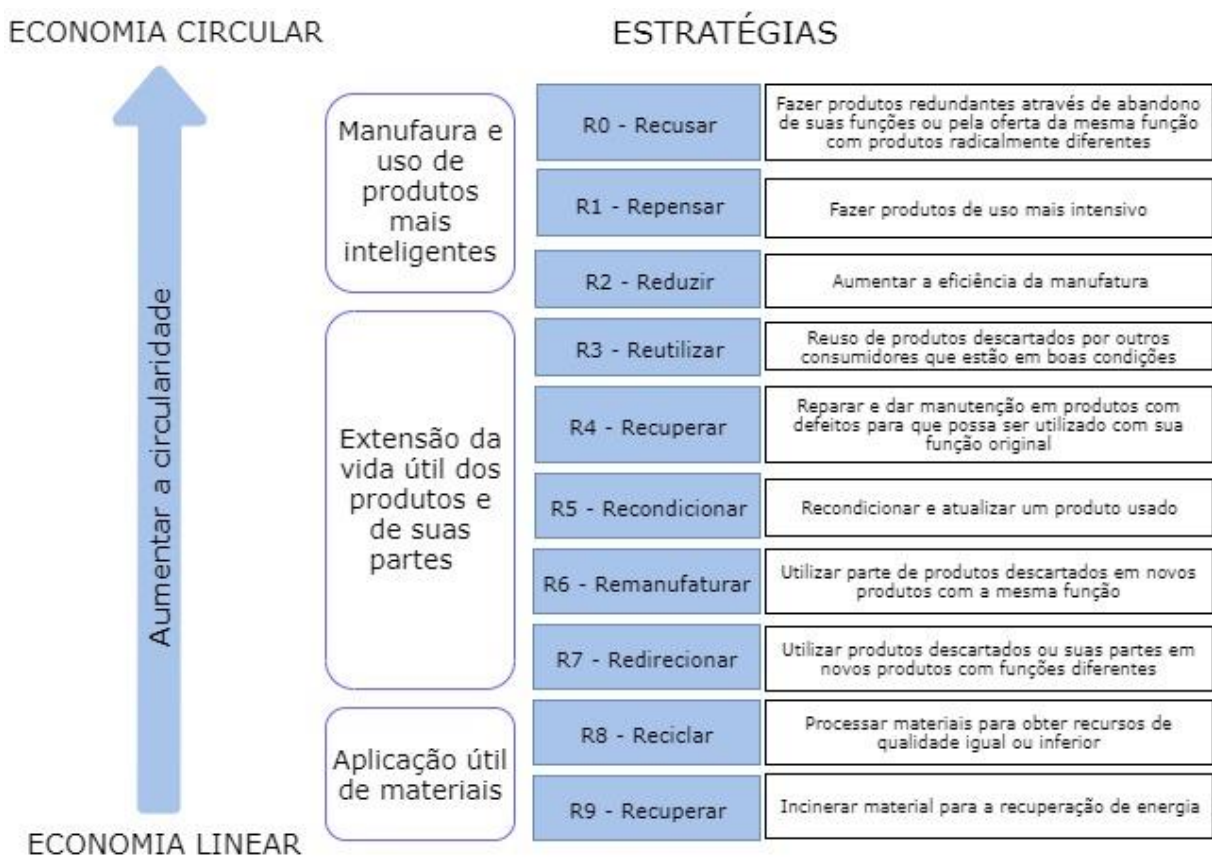 ECONOMIA CIRCULAR
ESTRATÉGIAS
Aumentar a circularidade
Manufaura e
uso de
produtos
mais
inteligentes
R0 - Recusar
Fazer produtos redundantes através de abandono
de suas funções ou pela oferta da mesma função
com produtos radicalmente diferentes
R1 - Repensar
Fazer produtos de uso mais intensivo
R2 - Reduzir
Aumentar a eficiência da manufatura
Extensão da
vida útil dos
produtos e
de suas
partes
R3 - Reutilizar
Reuso de produtos descartados por outros
consumidores que estão em boas condições
R4 - Recuperar
Reparar e dar manutenção em produtos com
defeitos para que possa ser utilizado com sua
função original
R5 - Recondicionar
Recondicionar e atualizar um produto usado
R6 - Remanufaturar
Utilizar parte de produtos descartados em novos
produtos com a mesma função
R7 - Redirecionar
Utilizar produtos descartados ou suas partes em
novos produtos com funções diferentes
Aplicação útil
de materiais
R8 - Reciclar
Processar materiais para obter recursos de
qualidade igual ou inferior
R9 - Recuperar
Incinerar material para a recuperação de energia
ECONOMIA LINEAR